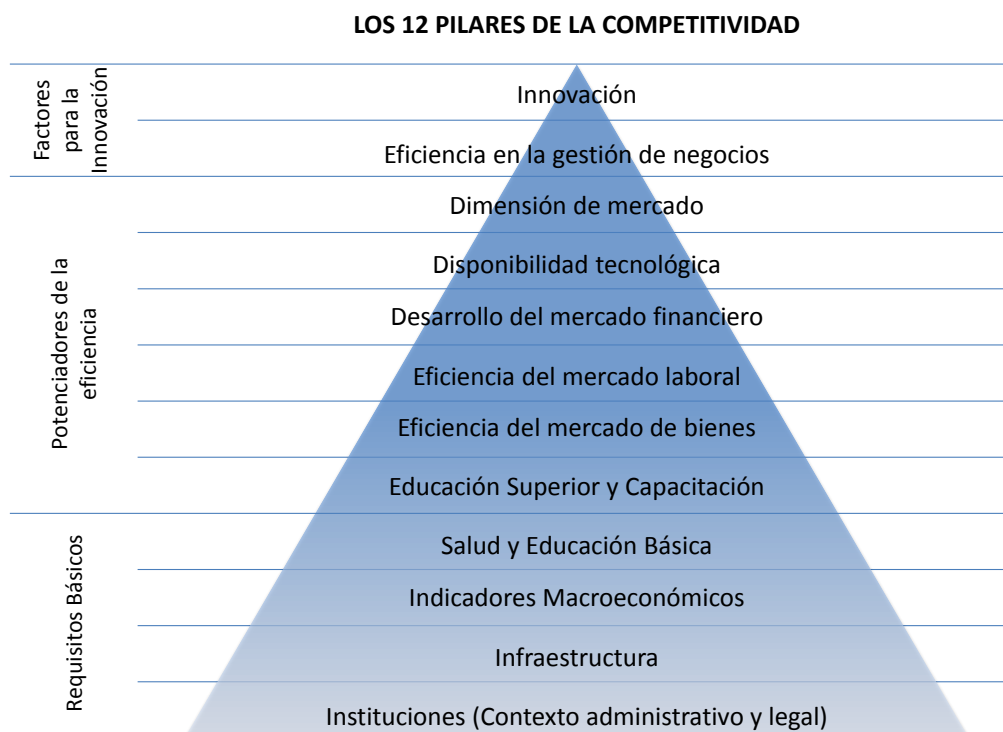 LOS 12 PILARES DE LA COMPETITIVIDAD
Factores
para la
Innovación
Innovación
Eficiencia en la gestión de negocios
Potenciadores de la
eficiencia
Dimensión de mercado
Disponibilidad tecnológica
Desarrollo del mercado financiero
Eficiencia del mercado laboral
Eficiencia del mercado de bienes
Educación Superior y Capacitación
Requisitos Básicos
Salud y Educación Básica
Indicadores Macroeconómicos
Infraestructura
Instituciones (Contexto administrativo y legal)